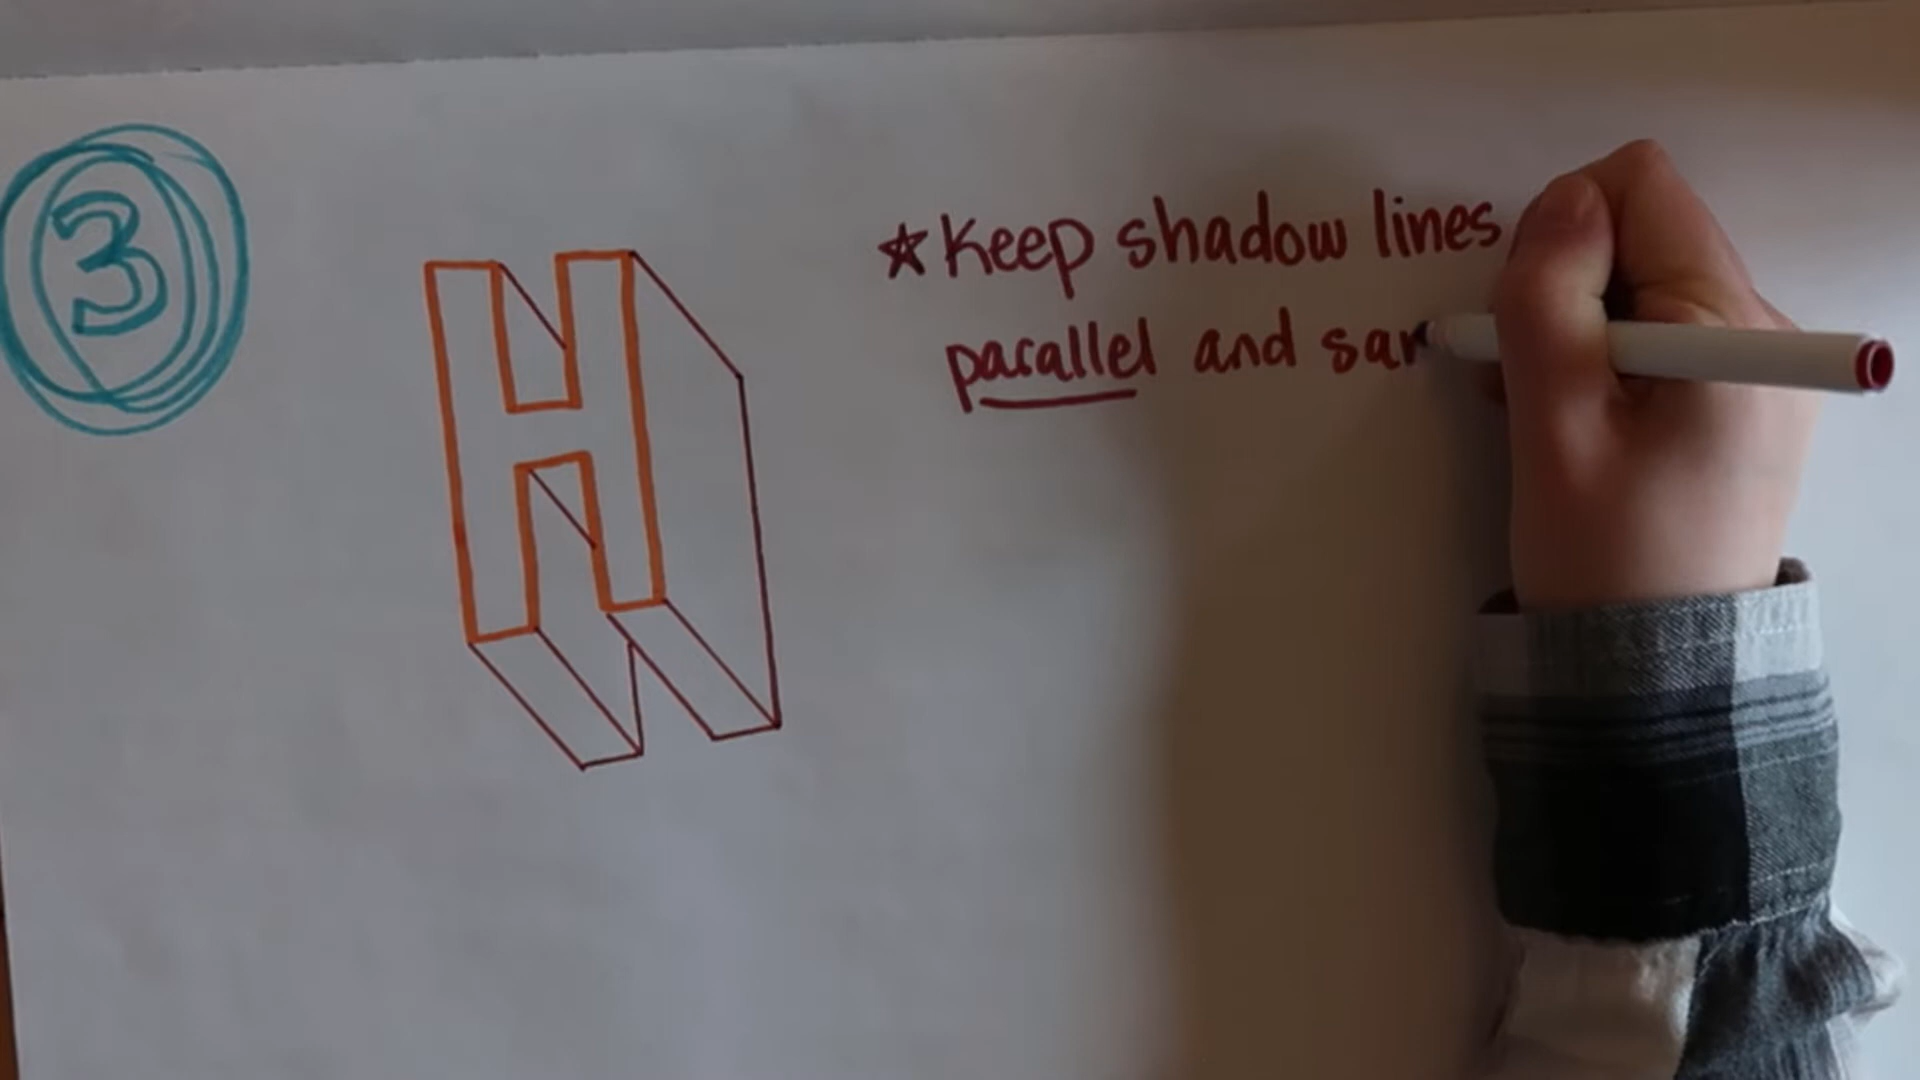 3
H
☆Keep shadow lines
parallel and